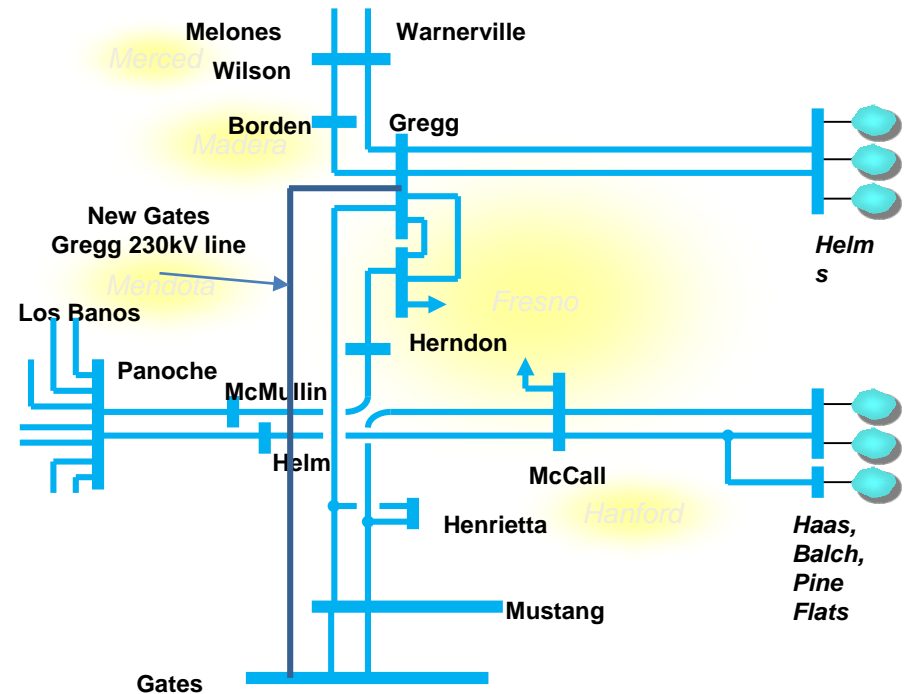 Melones
Warnerville
Merced
Wilson
Borden
Gregg
Madera
New Gates
Gregg 230kV line
Helm
s
Mendota
Fresno
Los Banos
Herndon
Panoche
McMullin
Helm
McCall
Henrietta
Hanford
Haas,
Balch,
Pine
Flats
Mustang
Gates